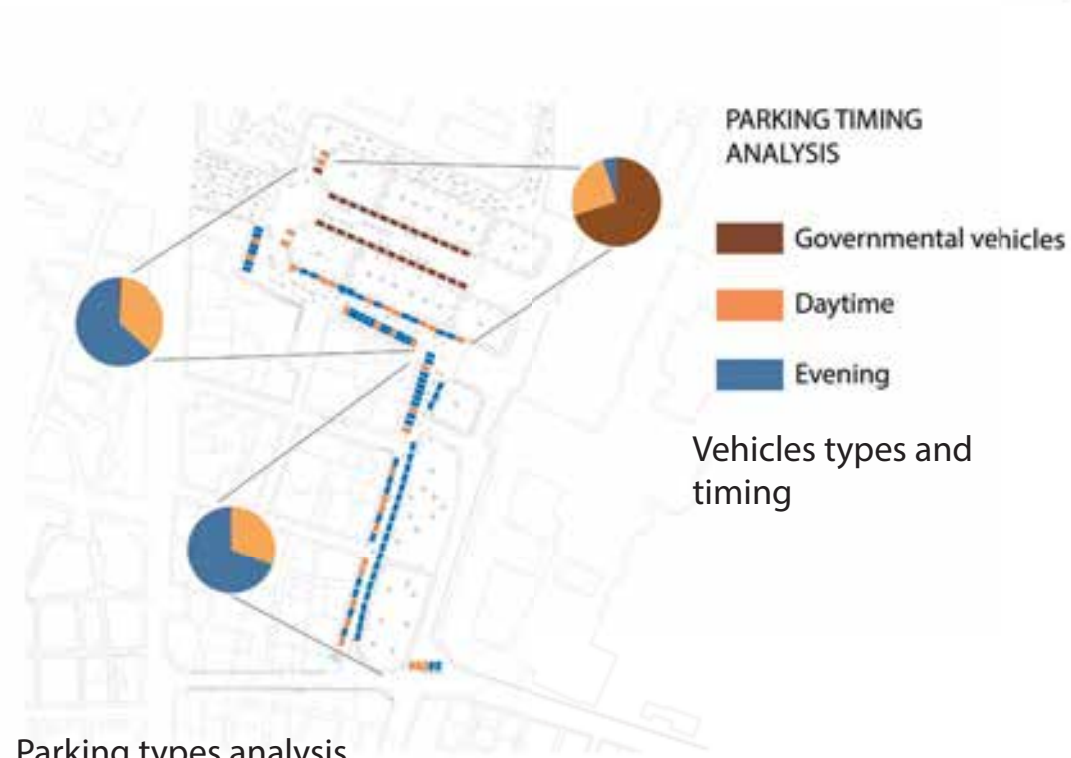 PARKING TIMING
ANALYSIS
Governmental vehicles
Daytime
Evening
Vehicles types and
timing
Parking types analysis